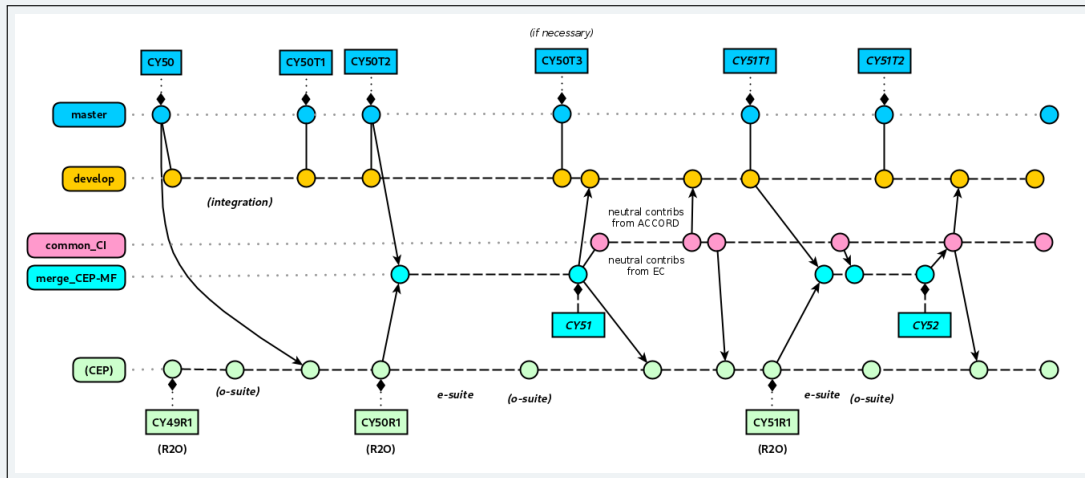 (if necessary)
CY50
CY50T1
CY50T2
CY50T3
CY51T1
CY51T2
master
develop
(integration)
neutral contribs
from ACCORD
common_CI
neutral contribs
from EC
merge_CEP-MF
CY51
CY52
(CEP)
(o-suite)
e-suite
(o-suite)
e-suite
(o-suite)
CY49R1
CY50R1
CY51R1
(R2O)
(R2O)
(R2O)